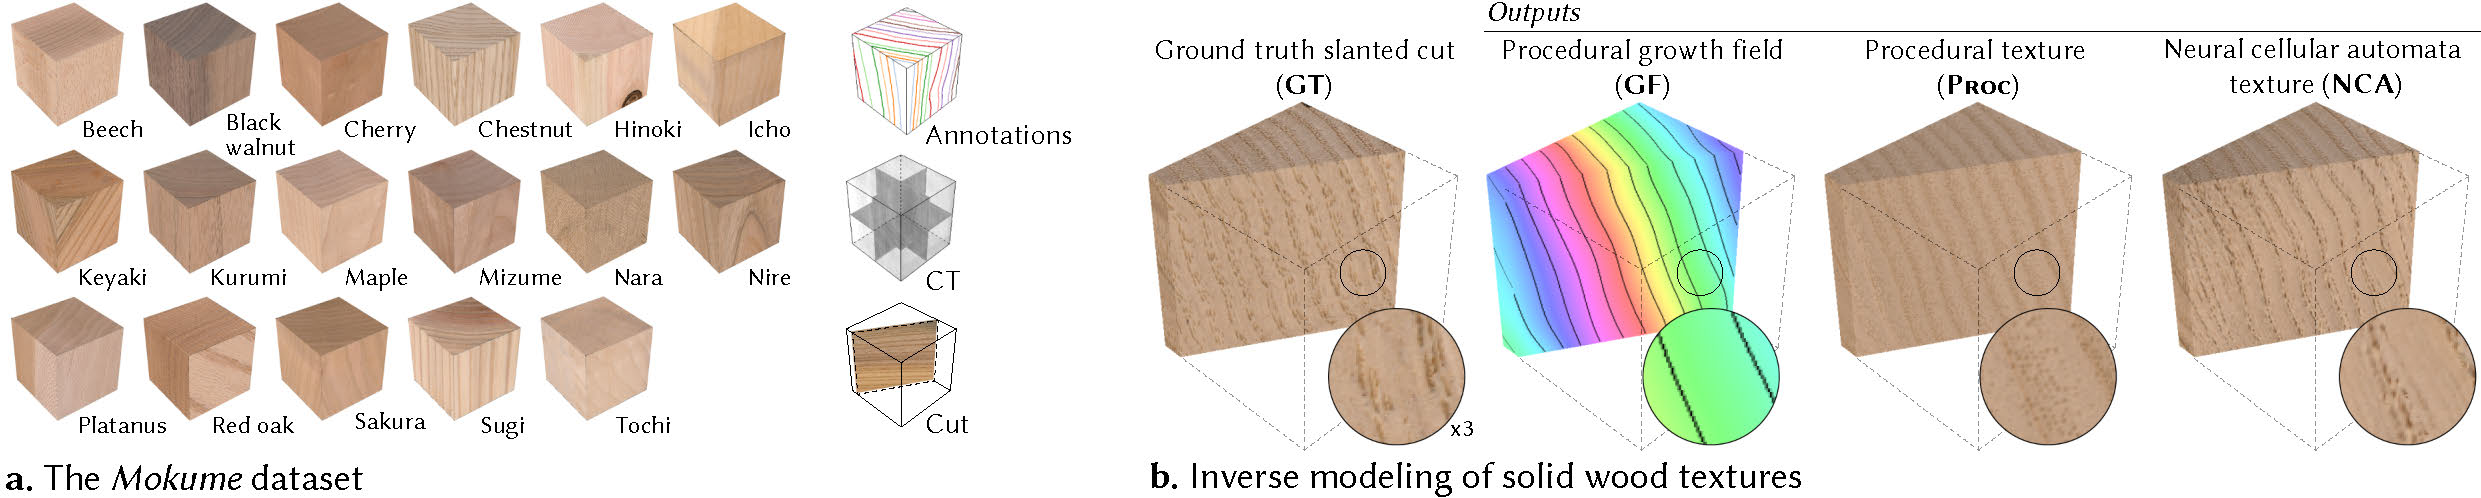 Beech
Black
walnut
Cherry
Chestnut
Hinoki
Icho
Annotations
Keyaki
Kurumi
Maple
Mizume
Nara
Nire
CT
Platanus
Red oak
Sakura
Sugi
Tochi
Cut
a. The Mokume dataset
Outputs
Ground truth slanted cut
(GT)
Procedural growth field
(GF)
Procedural texture
(PROC)
Neural cellular automata
texture (NCA)
x3
b. Inverse modeling of solid wood textures